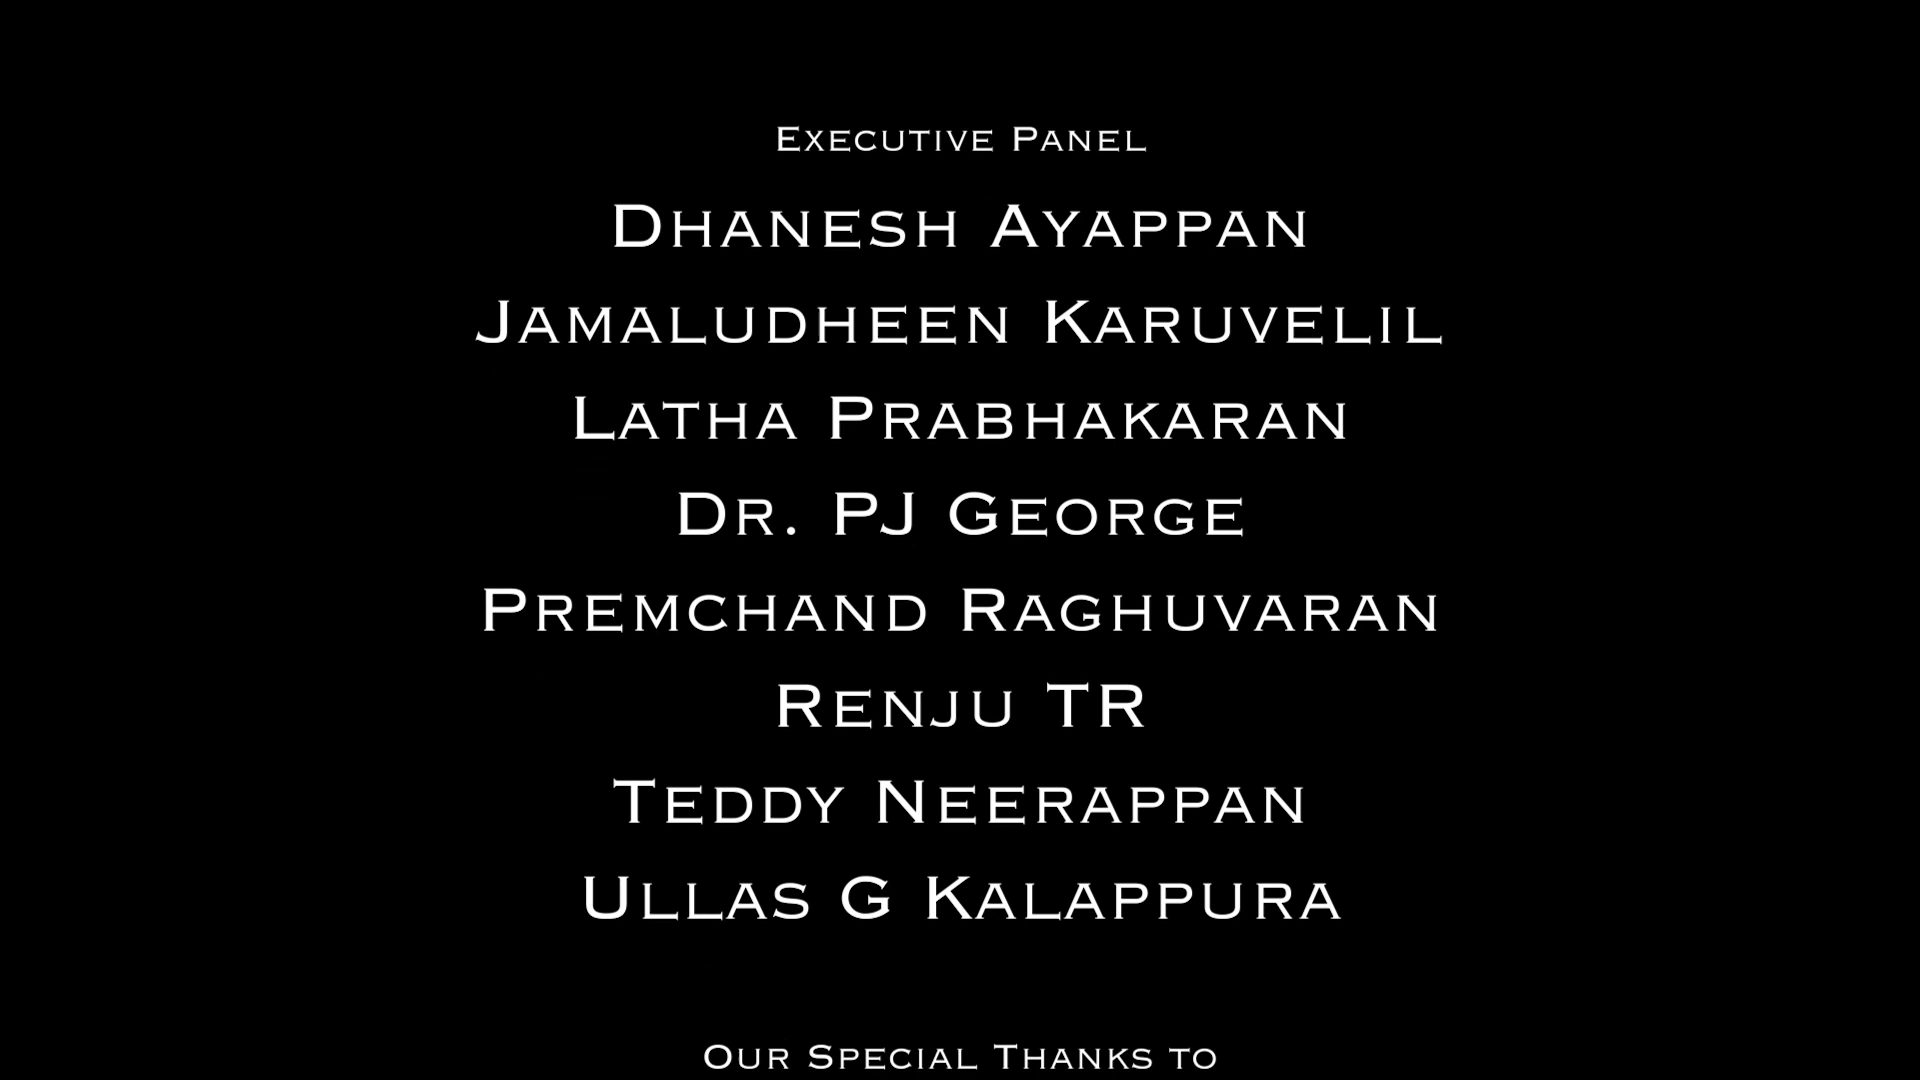 Executive Panel
Dhanesh Ayappan
Jamaludheen Karuvelil
Latha Prabhakaran
Dr. PJ George
Premchand Raghuvaran
Renju TR
Teddy Neerappan
Ullas G Kalappura
Our Special Thanks to